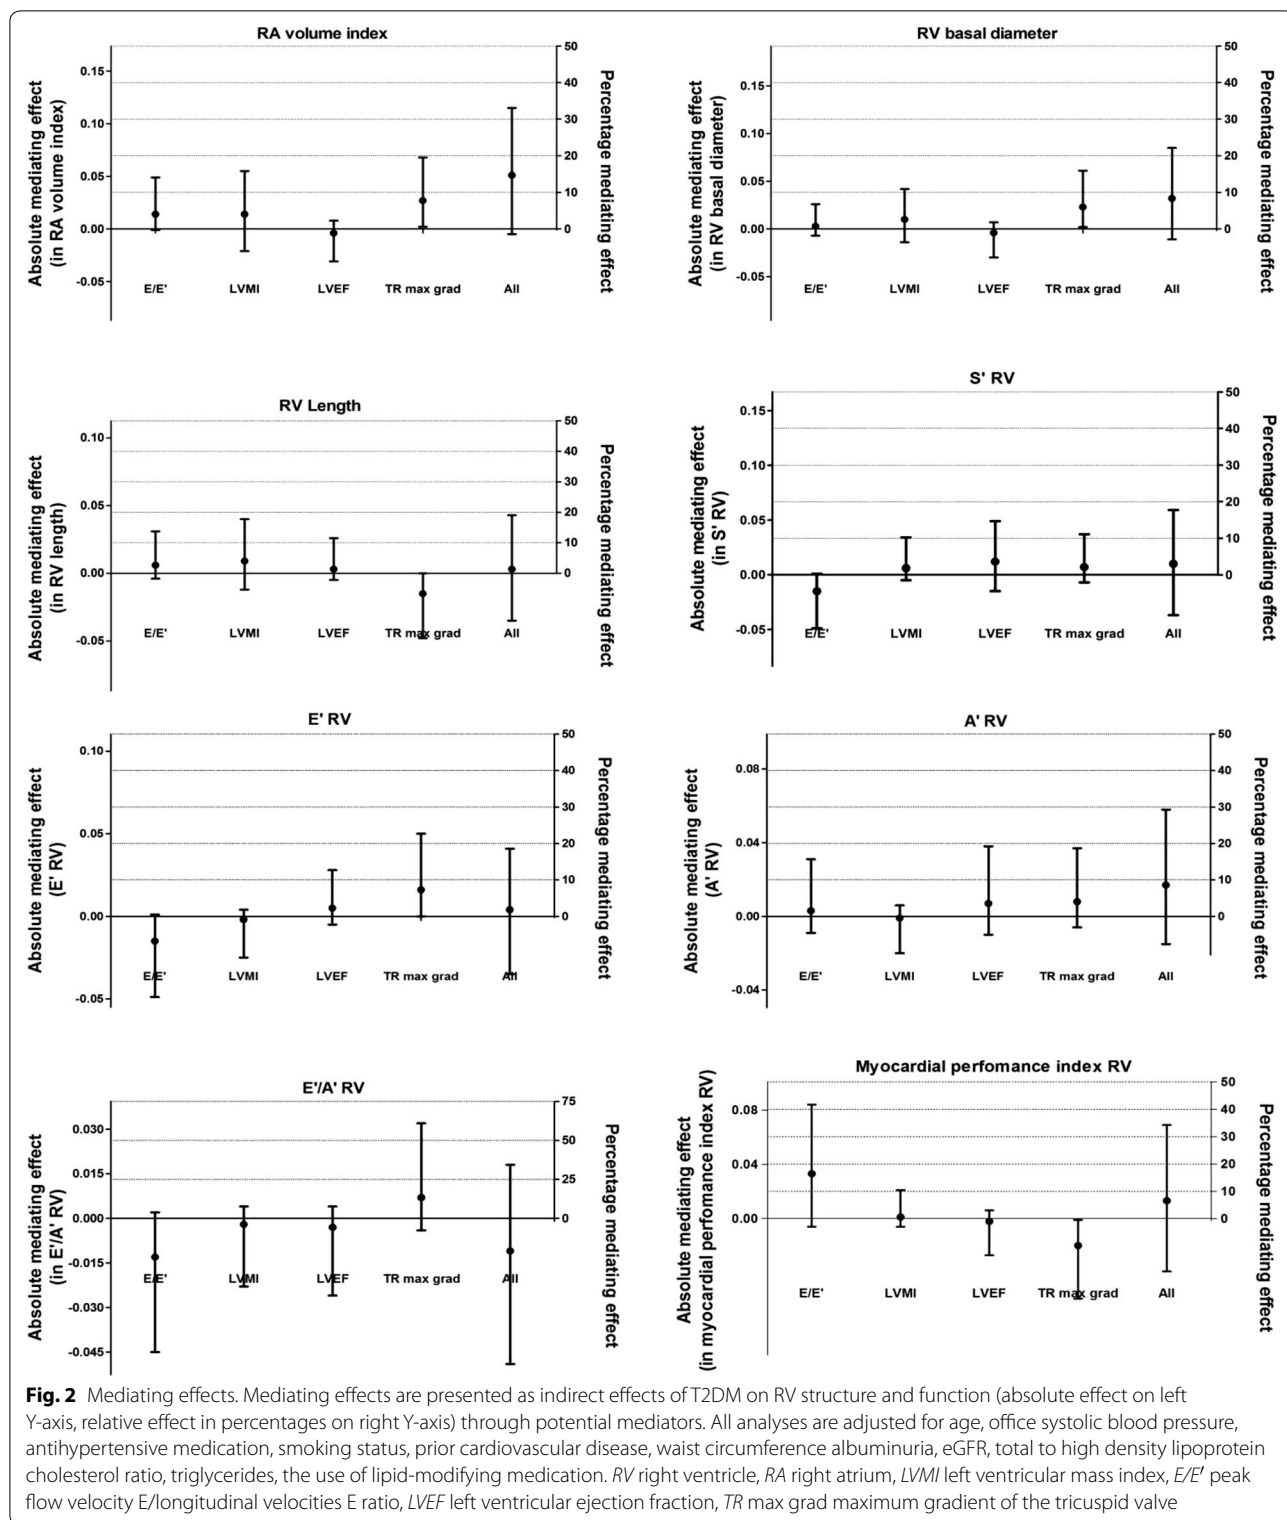 RA volume index
Absolute mediating effect
(in RA volume index)
0.15
0.10
0.05
0.00
-0.05
E/E'
LVMI
LVEF
TR max grad
All
50
40
30
20
10
0
Percentage mediating effect
RV basal diameter
Absolute mediating effect
(in RV basal diameter)
0.15
0.10
0.05
0.00
-0.05
E/E'
LVMI
LVEF
TR max grad
All
50
40
30
20
10
0
Percentage mediating effect
RV Length
Absolute mediating effect
(in RV length)
0.10
0.05
0.00
-0.05
E/E'
LVMI
LVEF
TR max grad
All
50
40
30
20
10
0
Percentage mediating effect
S' RV
Absolute mediating effect
(in S' RV)
0.15
0.10
0.05
0.00
-0.05
E/E'
LVMI
LVEF
TR max grad
All
50
40
30
20
10
0
Percentage mediating effect
E' RV
Absolute mediating effect
(E' RV)
0.10
0.05
0.00
-0.05
E/E'
LVMI
LVEF
TR max grad
All
50
40
30
20
10
0
Percentage mediating effect
A' RV
Absolute mediating effect
(A' RV)
0.08
0.04
0.00
-0.04
E/E'
LVMI
LVEF
TR max grad
All
50
40
30
20
10
0
Percentage mediating effect
E'/A' RV
Absolute mediating effect
(in E'/A' RV)
0.030
0.015
0.000
-0.015
-0.030
-0.045
E/E'
LVMI
LVEF
TR max grad
All
75
50
25
0
Percentage mediating effect
Myocardial perfomance index RV
Absolute mediating effect
(in myocardial perfomance index RV)
0.08
0.04
0.00
E/E'
LVMI
LVEF
TR max grad
All
50
40
30
20
10
0
Percentage mediating effect
Fig. 2 Mediating effects. Mediating effects are presented as indirect effects of T2DM on RV structure and function (absolute effect on left
Y-axis, relative effect in percentages on right Y-axis) through potential mediators. All analyses are adjusted for age, office systolic blood pressure,
antihypertensive medication, smoking status, prior cardiovascular disease, waist circumference albuminuria, eGFR, total to high density lipoprotein
cholesterol ratio, triglycerides, the use of lipid-modifying medication. RV right ventricle, RA right atrium, LVMI left ventricular mass index, E/E′ peak
flow velocity E/longitudinal velocities E ratio, LVEF left ventricular ejection fraction, TR max grad maximum gradient of the tricuspid valve